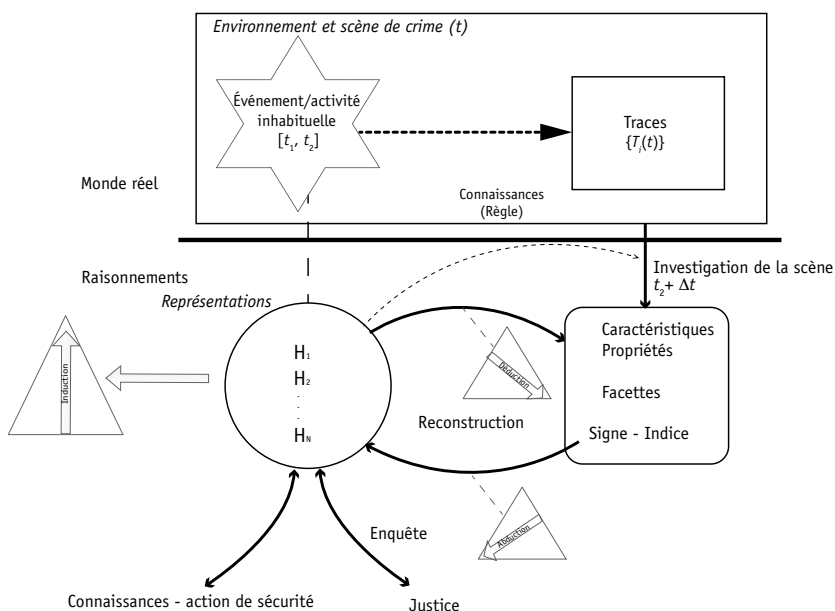 Environnement et scène de crime (t)
Événement/activité
inhabituelle
[t₁, t₂]
Traces
{Tᵢ(t)}
Monde réel
Connaissances
(Règle)
Raisonnements
Représentations
Investigation de la scène
t₂+ Δt
Caractéristiques
Propriétés
Facettes
Signe - Indice
H₁
H₂
.
.
.
H_N
Induction
Déduction
Reconstruction
Abduction
Enquête
Connaissances - action de sécurité
Justice